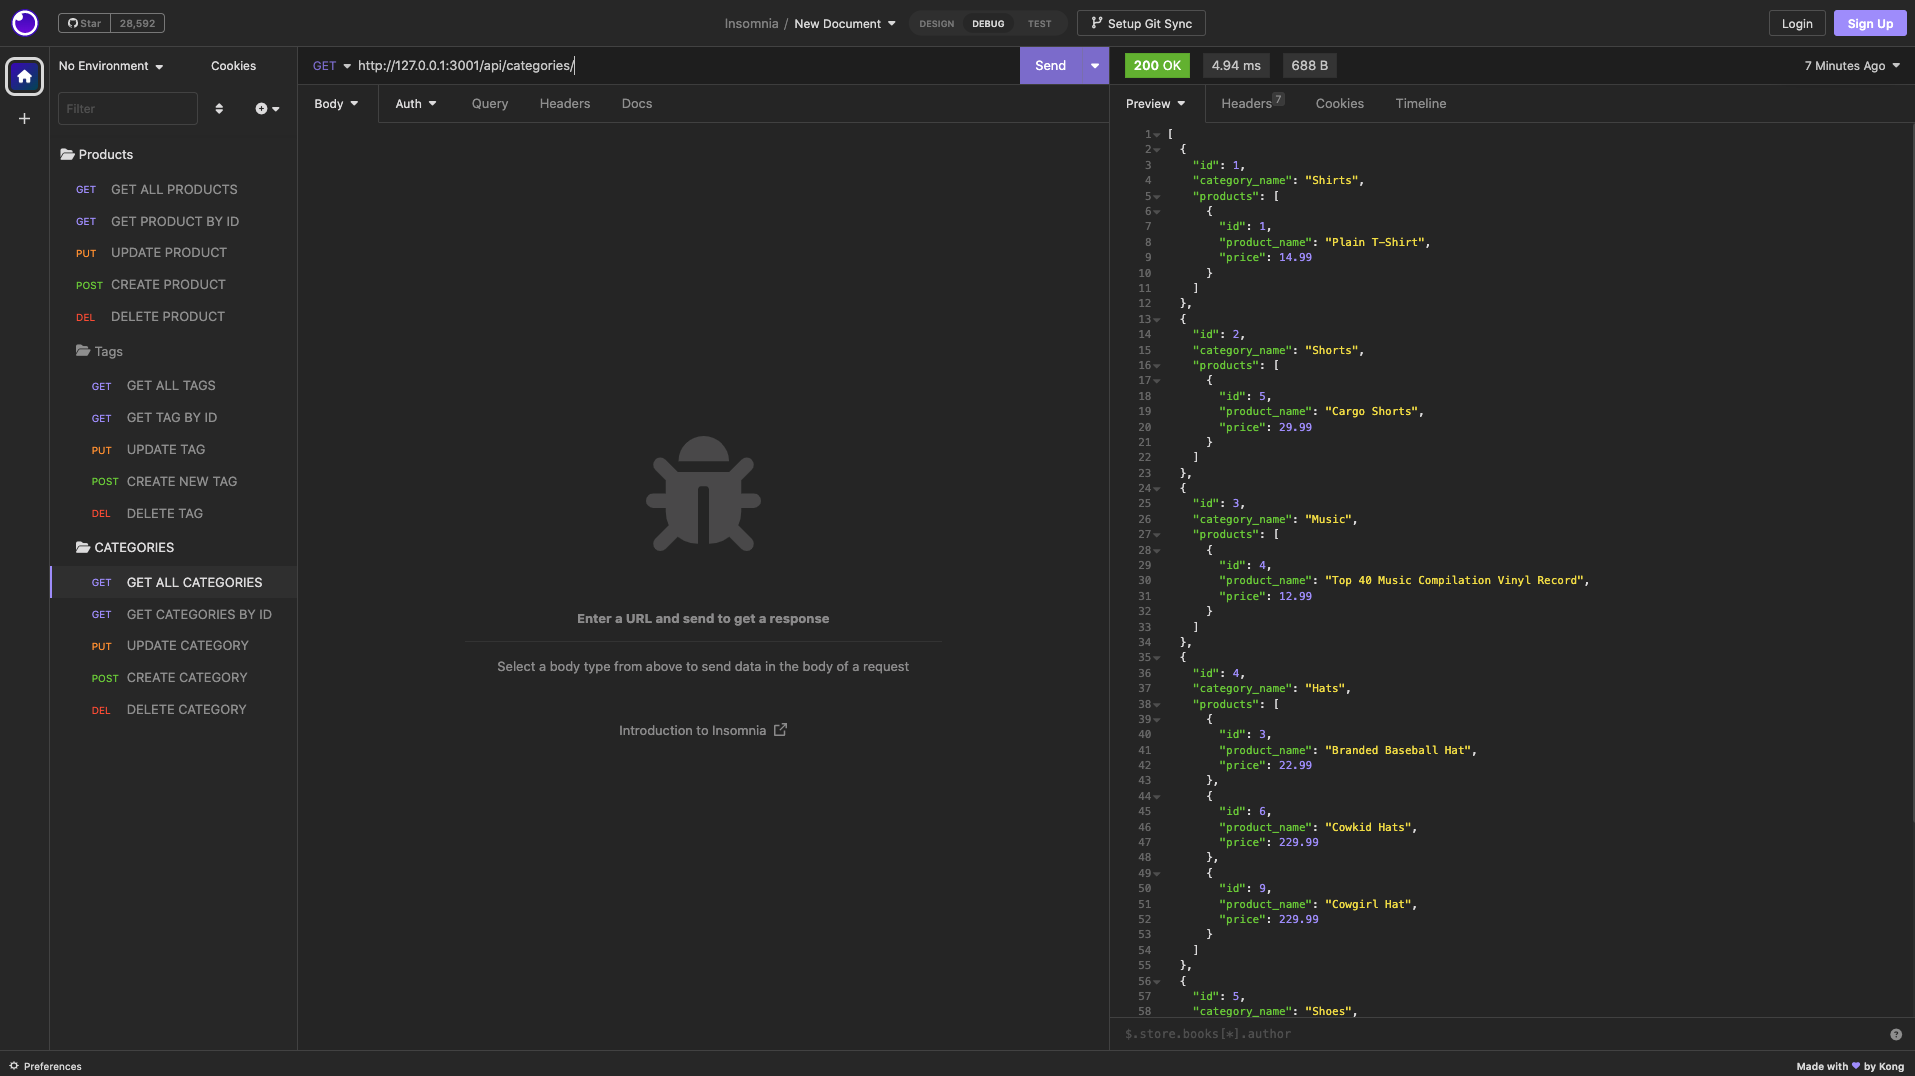 Star 28,592
Insomnia / New Document
DESIGN DEBUG TEST
Setup Git Sync
Login
Sign Up
No Environment
Cookies
Filter
Products
GET GET ALL PRODUCTS
GET GET PRODUCT BY ID
PUT UPDATE PRODUCT
POST CREATE PRODUCT
DEL DELETE PRODUCT
Tags
GET GET ALL TAGS
GET GET TAG BY ID
PUT UPDATE TAG
POST CREATE NEW TAG
DEL DELETE TAG
CATEGORIES
GET GET ALL CATEGORIES
GET GET CATEGORIES BY ID
PUT UPDATE CATEGORY
POST CREATE CATEGORY
DEL DELETE CATEGORY
GET http://127.0.0.1:3001/api/categories/
Send
Body Auth Query Headers Docs
Enter a URL and send to get a response
Select a body type from above to send data in the body of a request
Introduction to Insomnia
200 OK 4.94 ms 688 B
7 Minutes Ago
Preview Headers 7 Cookies Timeline
1 [
2 {
3 "id": 1,
4 "category_name": "Shirts",
5 "products": [
6 {
7 "id": 1,
8 "product_name": "Plain T-Shirt",
9 "price": 14.99
10 }
11 ]
12 },
13 {
14 "id": 2,
15 "category_name": "Shorts",
16 "products": [
17 {
18 "id": 5,
19 "product_name": "Cargo Shorts",
20 "price": 29.99
21 }
22 ]
23 },
24 {
25 "id": 3,
26 "category_name": "Music",
27 "products": [
28 {
29 "id": 4,
30 "product_name": "Top 40 Music Compilation Vinyl Record",
31 "price": 12.99
32 }
33 ]
34 },
35 {
36 "id": 4,
37 "category_name": "Hats",
38 "products": [
39 {
40 "id": 3,
41 "product_name": "Branded Baseball Hat",
42 "price": 22.99
43 },
44 {
45 "id": 6,
46 "product_name": "Cowkid Hats",
47 "price": 229.99
48 },
49 {
50 "id": 9,
51 "product_name": "Cowgirl Hat",
52 "price": 229.99
53 }
54 ]
55 },
56 {
57 "id": 5,
58 "category_name": "Shoes",
$.store.books[*].author
Preferences
Made with ♥ by Kong